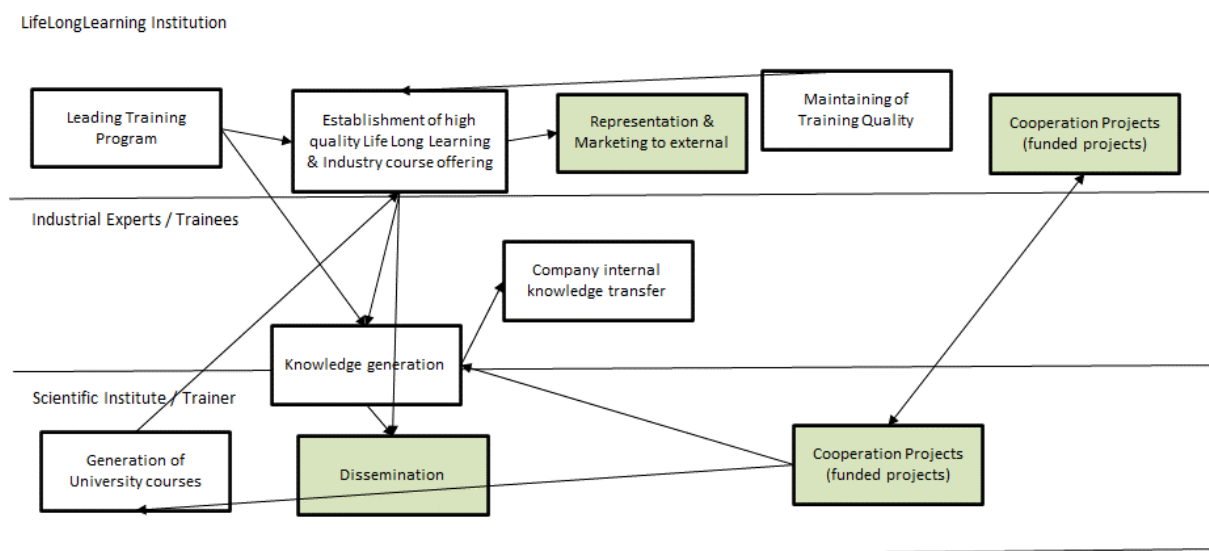 LifeLongLearning Institution
Leading Training
Program
Establishment of high
quality Life Long Learning
& Industry course offering
Representation &
Marketing to external
Maintaining of
Training Quality
Cooperation Projects
(funded projects)
Industrial Experts / Trainees
Company internal
knowledge transfer
Knowledge generation
Scientific Institute / Trainer
Generation of
University courses
Dissemination
Cooperation Projects
(funded projects)